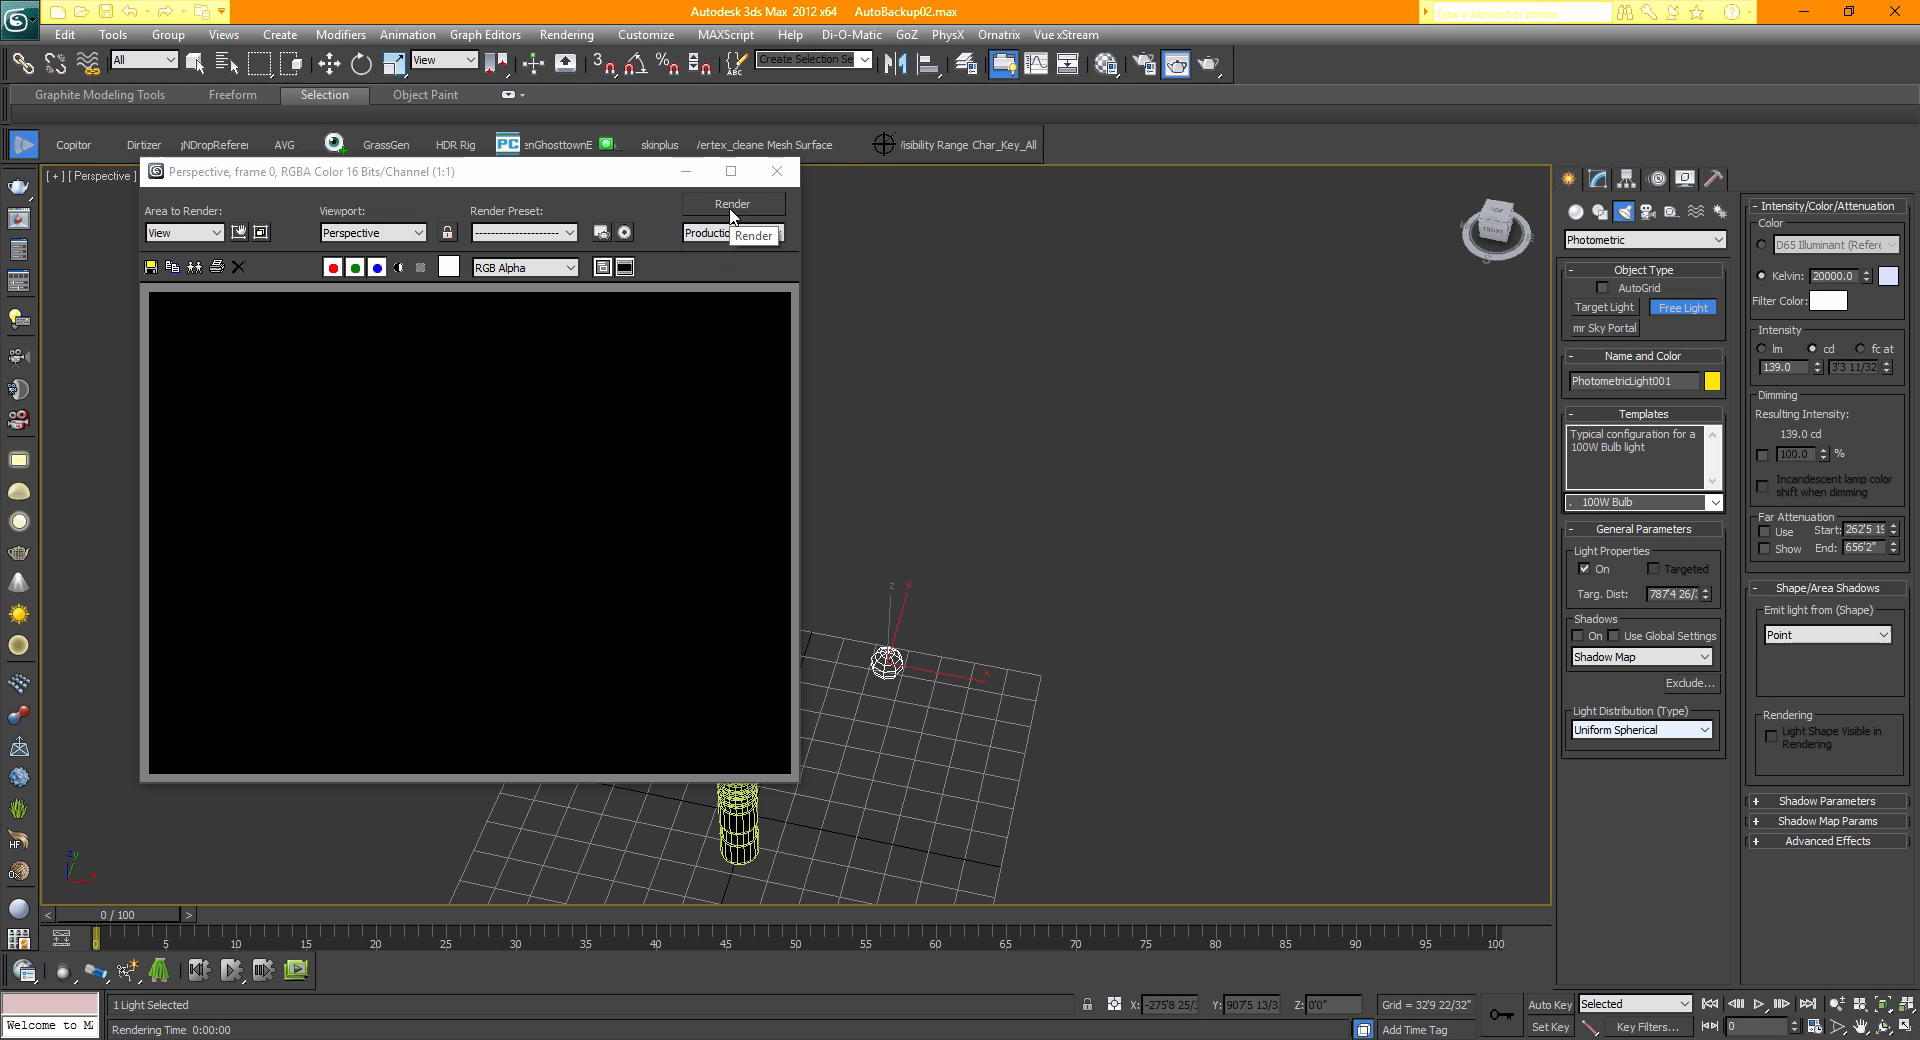 Autodesk 3ds Max 2012 x64 AutoBackup02.max
Type a keyword or phrase
Edit Tools Group Views Create Modifiers Animation Graph Editors Rendering Customize MAXScript Help Di-O-Matic GoZ PhysX Ornatrix Vue xStream
All View Create Selection Se
Graphite Modeling Tools Freeform Selection Object Paint
Copitor Dirtizer NDropReferei AVG GrassGen HDR Rig PC enGhosttownE skinplus /ertex_cleane Mesh Surface /isibility Range Char_Key_All
[ + ] [ Perspective ]
Perspective, frame 0, RGBA Color 16 Bits/Channel (1:1)
Render
Area to Render: Viewport: Render Preset:
View Perspective Productic
Render
RGB Alpha
TOP
FRONT
z y
x
Photometric
- Object Type
AutoGrid
Target Light Free Light
mr Sky Portal
- Name and Color
PhotometricLight001
- Templates
Typical configuration for a
100W Bulb light
. 100W Bulb
- General Parameters
Light Properties
On Targeted
Targ. Dist: 787'4 26/
Shadows
On Use Global Settings
Shadow Map
Exclude...
Light Distribution (Type)
Uniform Spherical
- Intensity/Color/Attenuation
Color
D65 Illuminant (Refere
Kelvin: 20000.0
Filter Color:
Intensity
lm cd fc at
139.0 3'3 11/32
Dimming
Resulting Intensity:
139.0 cd
100.0 %
Incandescent lamp color
shift when dimming
Far Attenuation
Use Start: 262'5 19
Show End: 656'2"
- Shape/Area Shadows
Emit light from (Shape)
Point
Rendering
Light Shape Visible in
Rendering
+ Shadow Parameters
+ Shadow Map Params
+ Advanced Effects
HF
< 0 / 100 >
0 5 10 15 20 25 30 35 40 45 50 55 60 65 70 75 80 85 90 95 100
1 Light Selected X: -275'8 25/3 Y: 907'5 13/3 Z: 0'0" Grid = 32'9 22/32" Auto Key Selected
Welcome to M Rendering Time 0:00:00 Add Time Tag Set Key Key Filters... 0